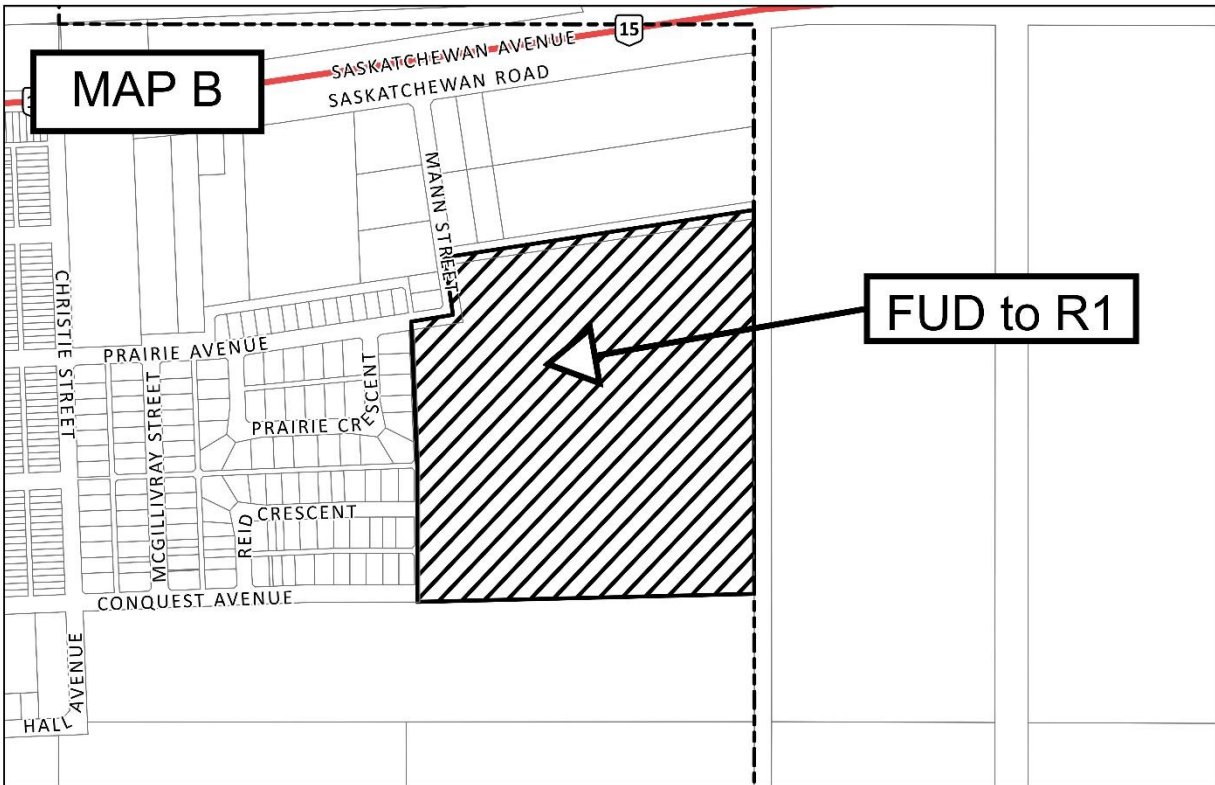 15
SASKATCHEWAN AVENUE
MAP B
SASKATCHEWAN ROAD
MANN STREET
CHRISTIE STREET
FUD to R1
PRAIRIE AVENUE
MCGILLIVRAY STREET
PRAIRIE CRESCENT
REID CRESCENT
CONQUEST AVENUE
HALL AVENUE